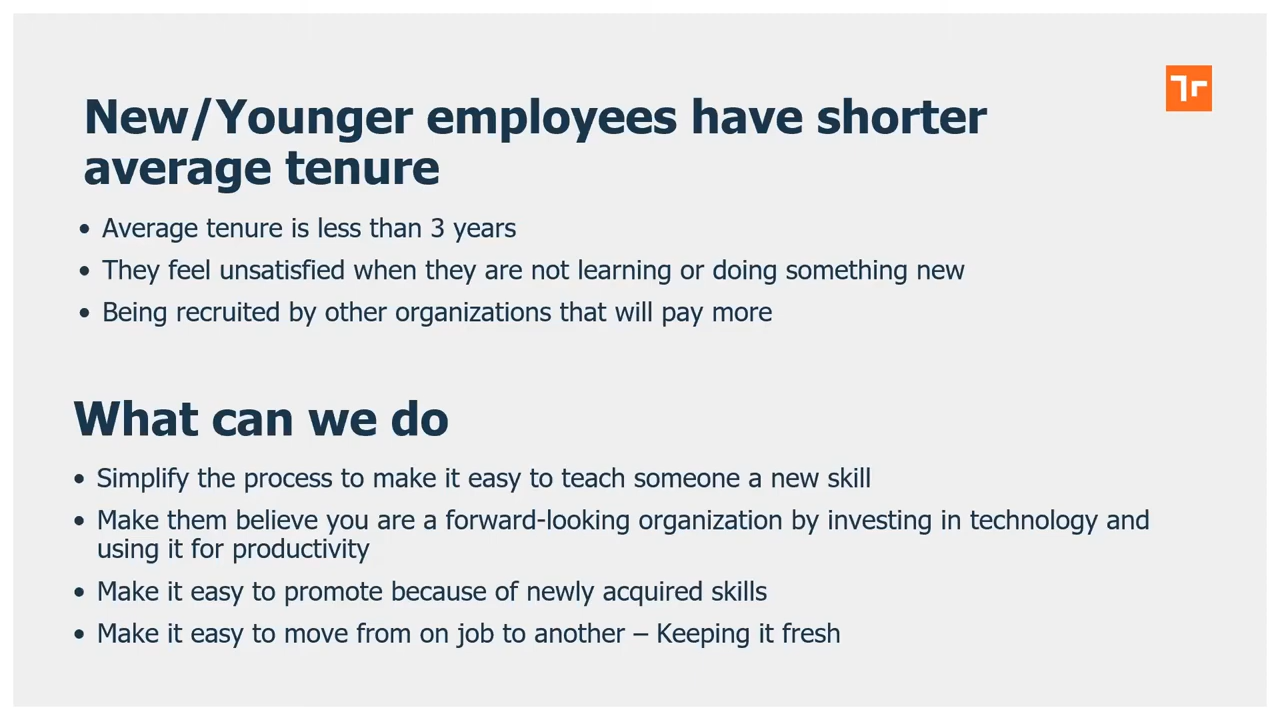 New/Younger employees have shorter
average tenure
• Average tenure is less than 3 years
• They feel unsatisfied when they are not learning or doing something new
• Being recruited by other organizations that will pay more
What can we do
• Simplify the process to make it easy to teach someone a new skill
• Make them believe you are a forward-looking organization by investing in technology and
using it for productivity
• Make it easy to promote because of newly acquired skills
• Make it easy to move from on job to another – Keeping it fresh